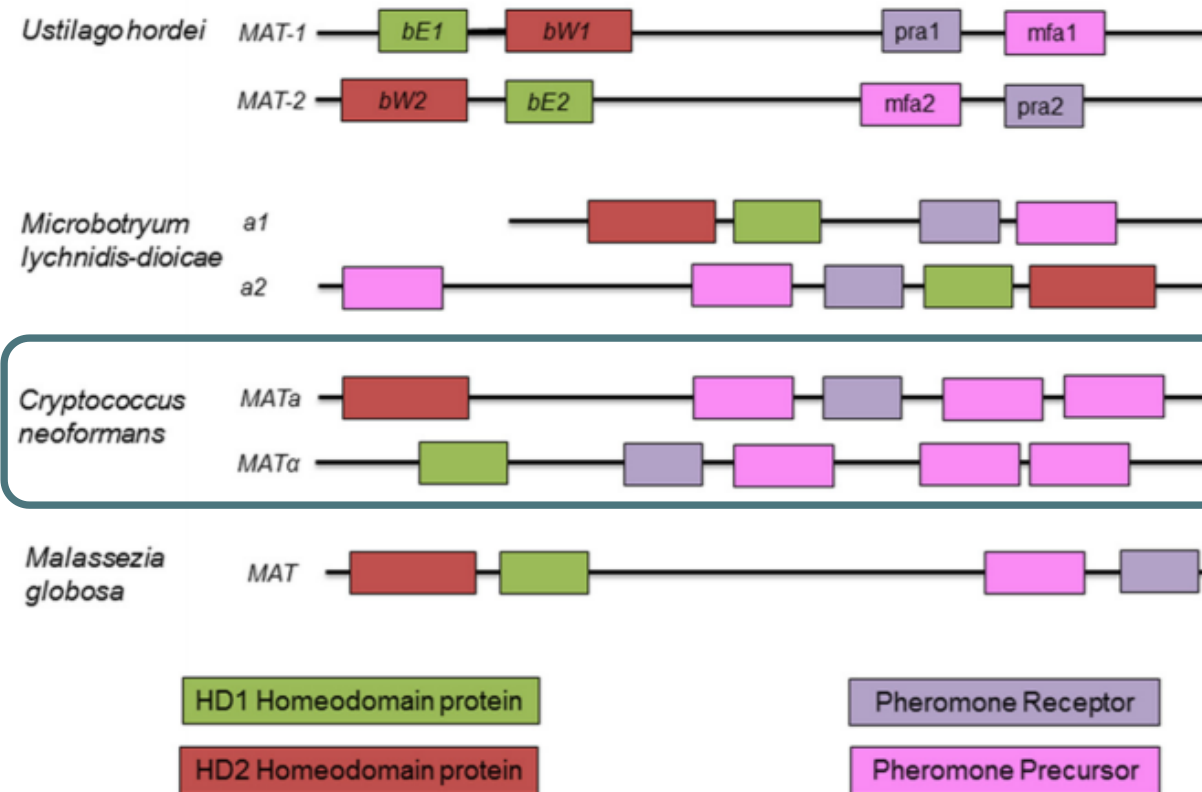 Ustilago hordei MAT-1 bE1 bW1 pra1 mfa1
MAT-2 bW2 bE2 mfa2 pra2
Microbotryum
lychnidis-dioicae
a1
a2
Cryptococcus
neoformans
MATa
MATα
Malassezia
globosa
MAT
HD1 Homeodomain protein Pheromone Receptor
HD2 Homeodomain protein Pheromone Precursor